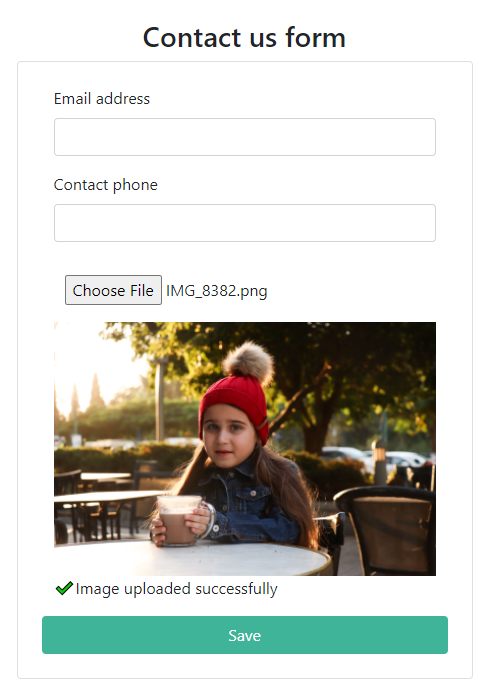 Contact us form
Email address
Contact phone
Choose File IMG_8382.png
Image uploaded successfully
Save